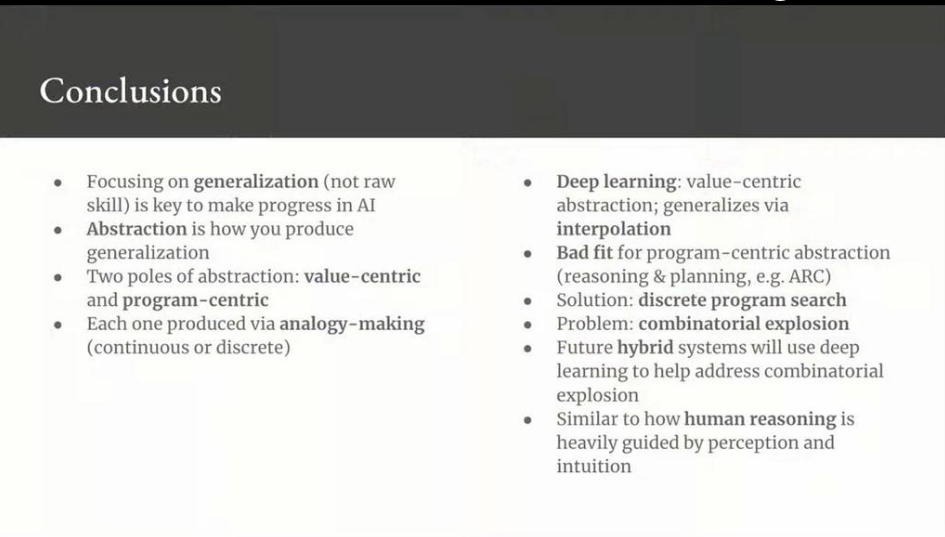 Conclusions
● Focusing on generalization (not raw
skill) is key to make progress in AI
● Abstraction is how you produce
generalization
● Two poles of abstraction: value-centric
and program-centric
● Each one produced via analogy-making
(continuous or discrete)
● Deep learning: value-centric
abstraction; generalizes via
interpolation
● Bad fit for program-centric abstraction
(reasoning & planning, e.g. ARC)
● Solution: discrete program search
● Problem: combinatorial explosion
● Future hybrid systems will use deep
learning to help address combinatorial
explosion
● Similar to how human reasoning is
heavily guided by perception and
intuition